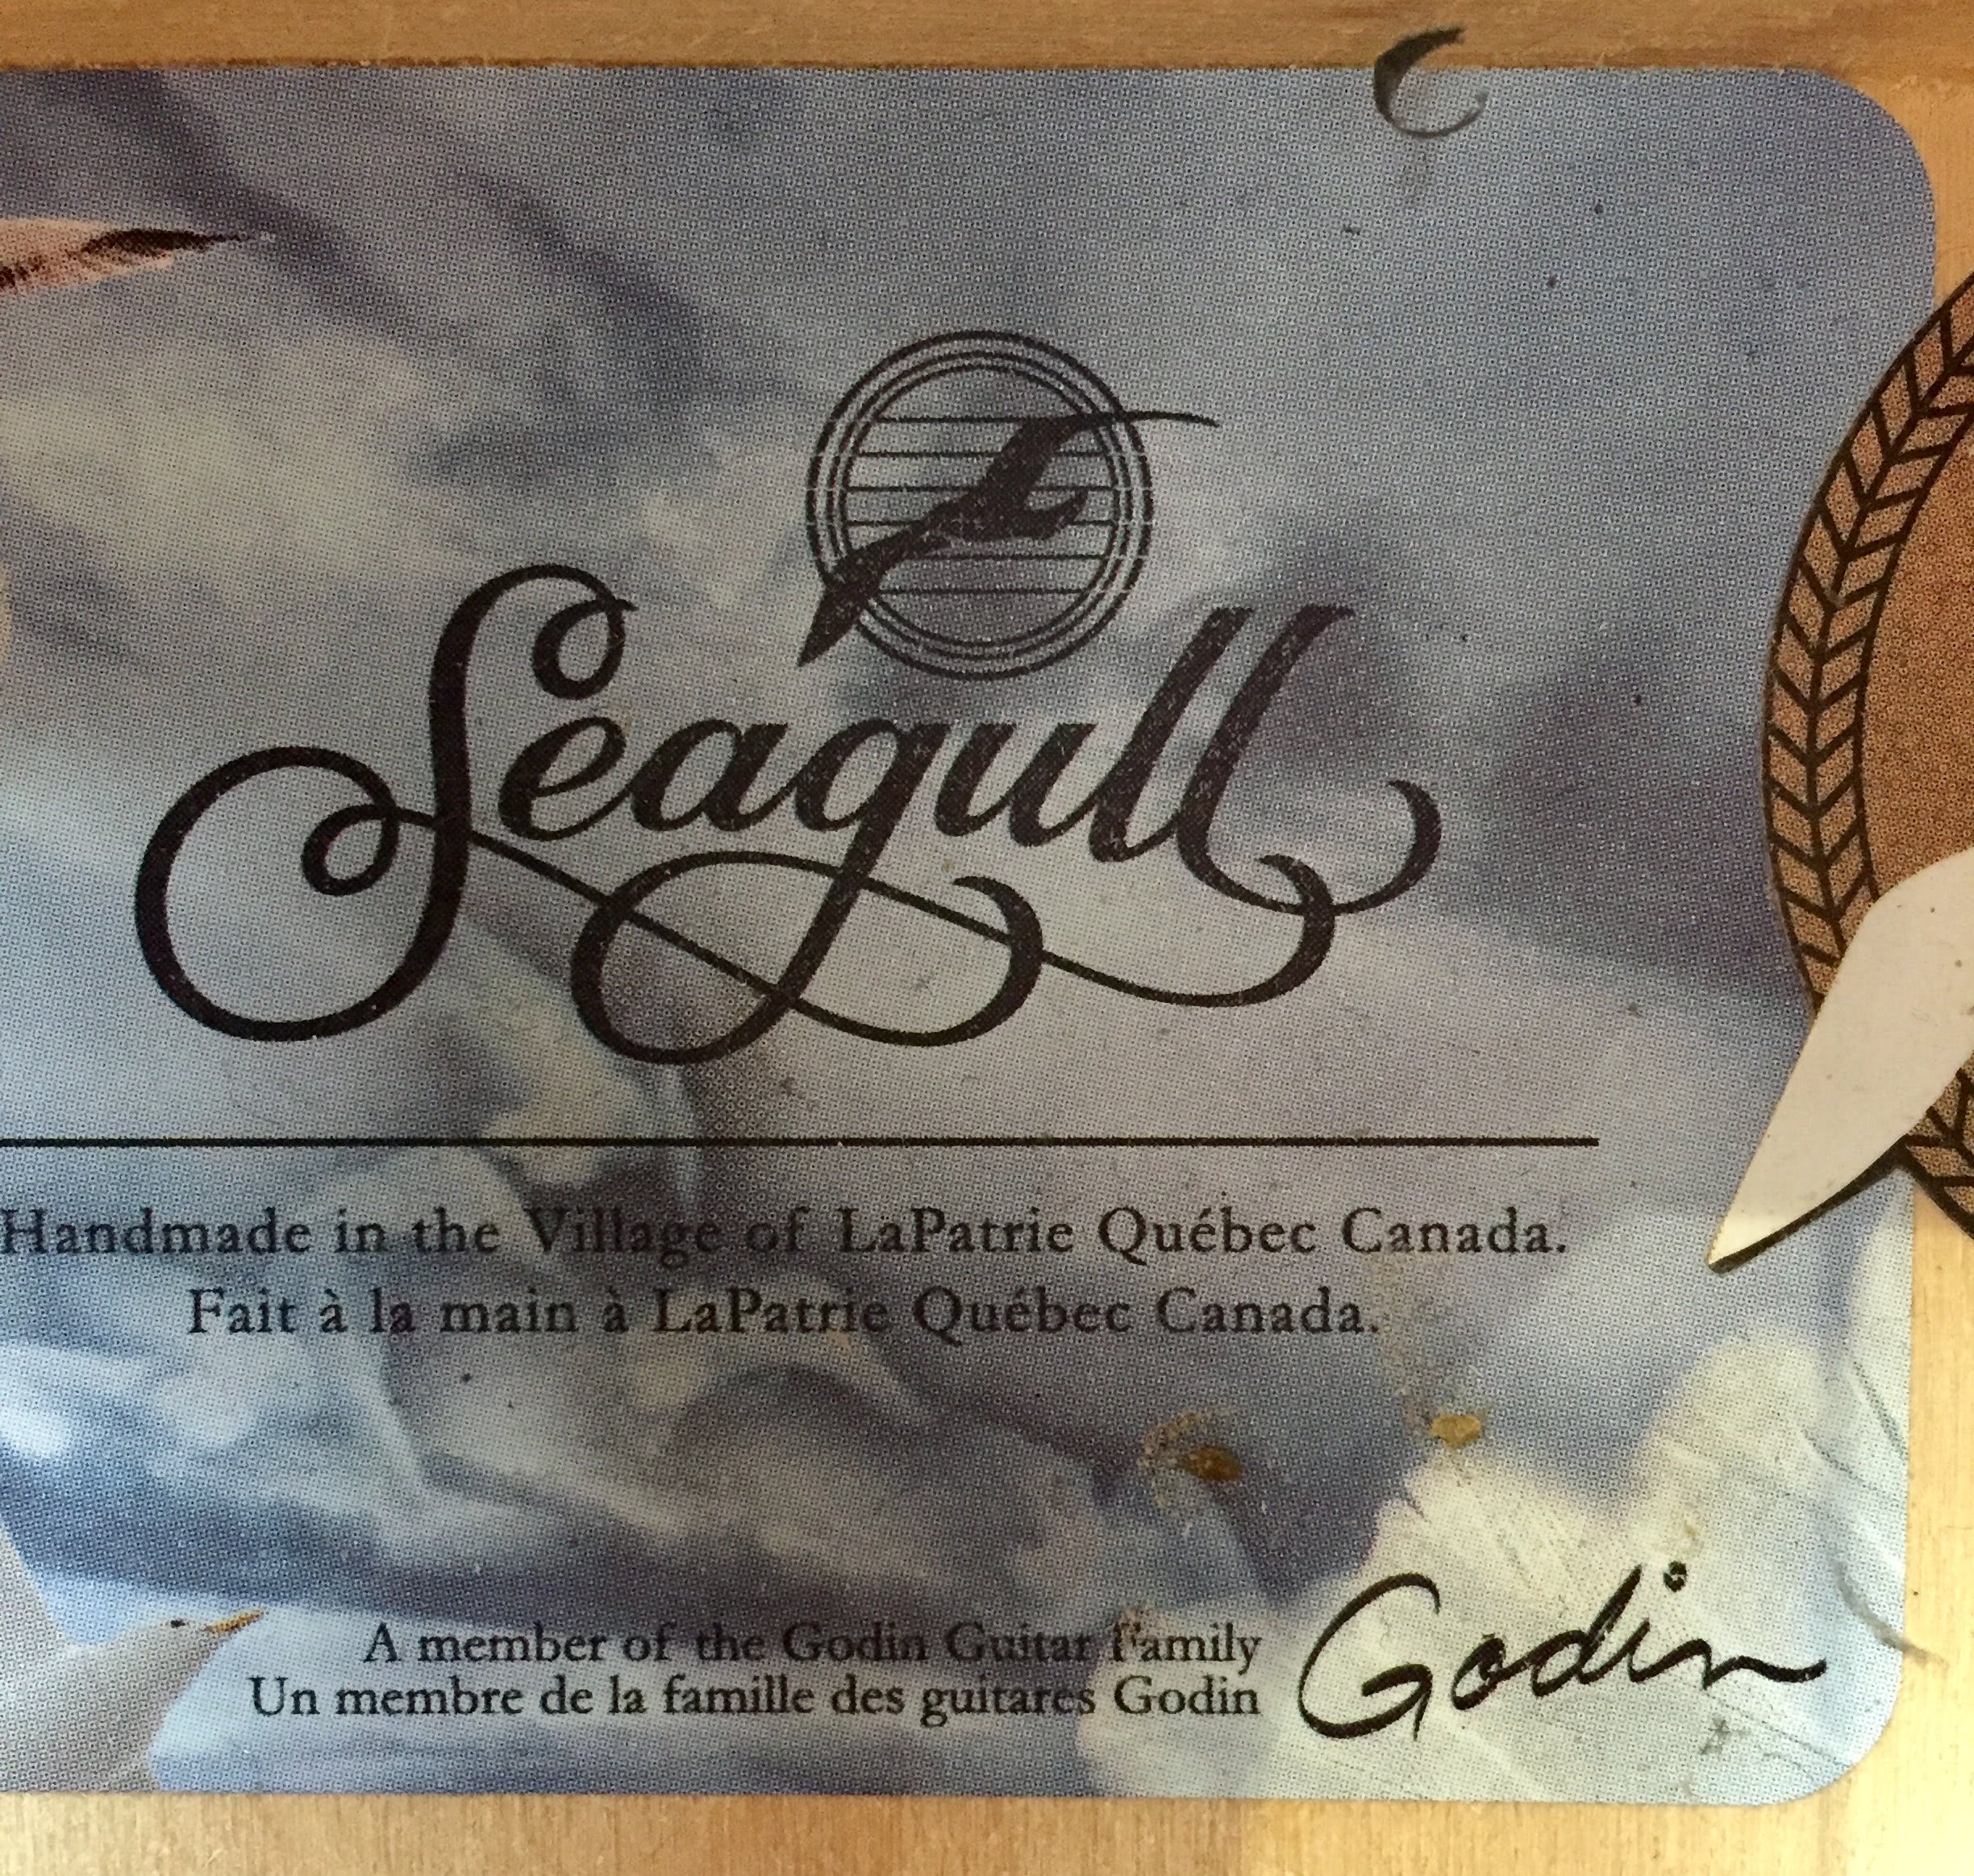 Seagull
Handmade in the Village of LaPatrie Québec Canada.
Fait à la main à LaPatrie Québec Canada.
A member of the Godin Guitar Family
Un membre de la famille des guitares Godin
Godin